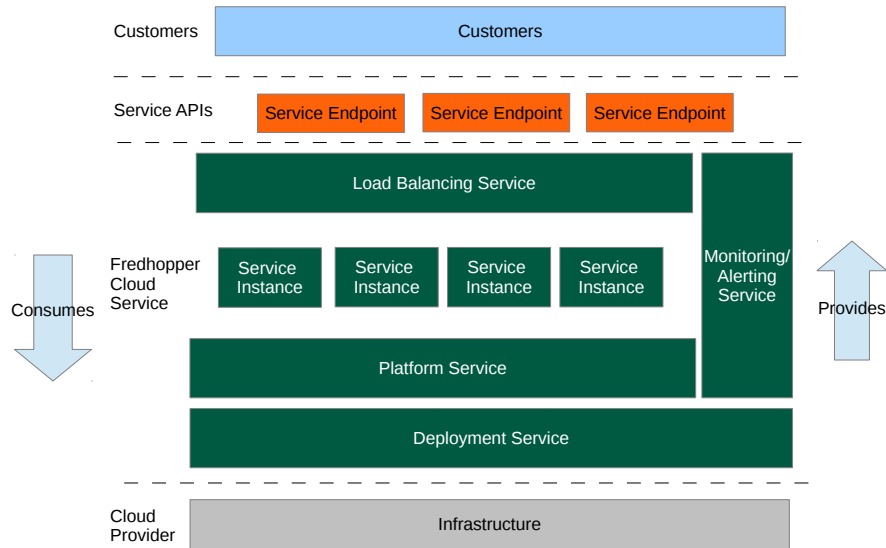 Customers
Customers
Service APIs
Service Endpoint
Service Endpoint
Service Endpoint
Load Balancing Service
Fredhopper
Cloud
Service
Service
Instance
Service
Instance
Service
Instance
Service
Instance
Monitoring/
Alerting
Service
Consumes
Provides
Platform Service
Deployment Service
Cloud
Provider
Infrastructure